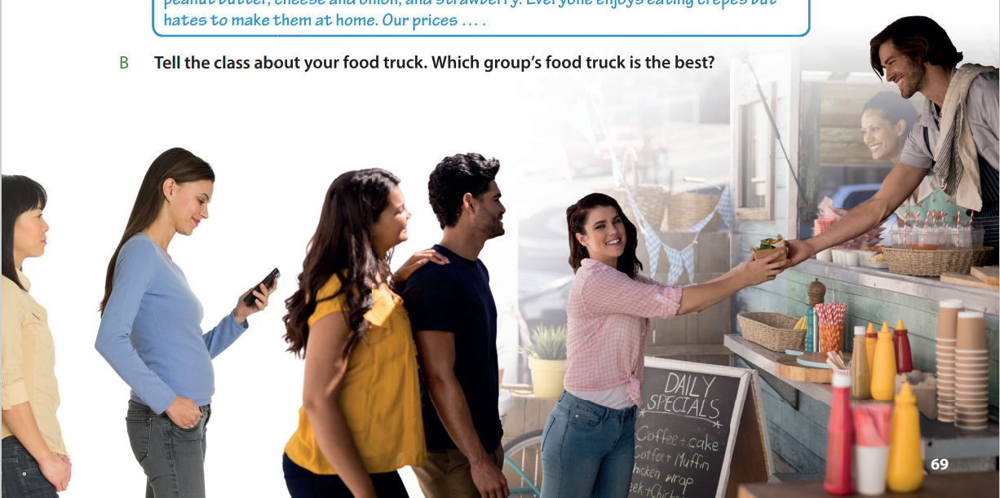 peanut butter, cheese and onion, and strawberry. Everyone enjoys eating crepes but
hates to make them at home. Our prices ... .
B Tell the class about your food truck. Which group's food truck is the best?
DAILY
SPECIALS
Coffee + cake
Coffee + Muffin
hicken wrap
69